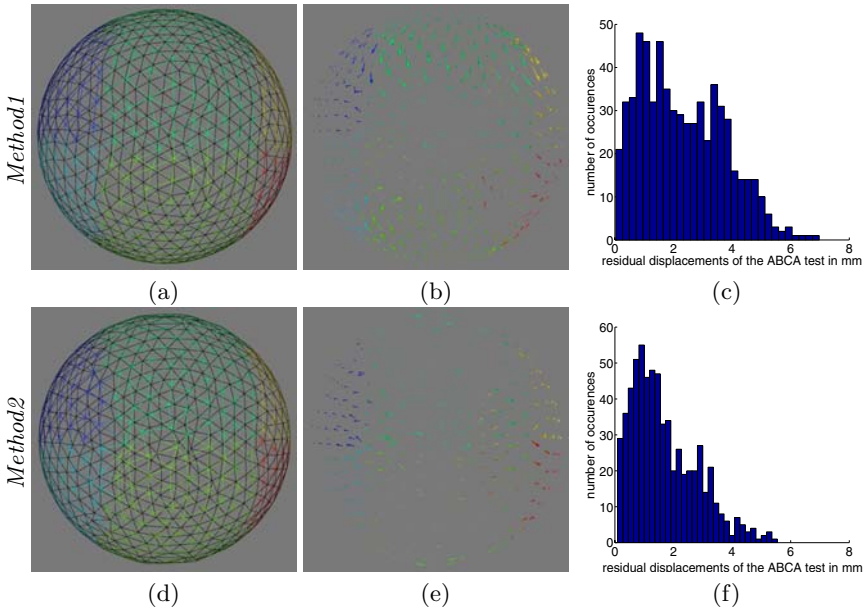 Method1
50
40
30
20
10
0
number of occurences
0 2 4 6 8
residual displacements of the ABCA test in mm
(a) (b) (c)
Method2
60
50
40
30
20
10
0
number of occurences
0 2 4 6 8
residual displacements of the ABCA test in mm
(d) (e) (f)